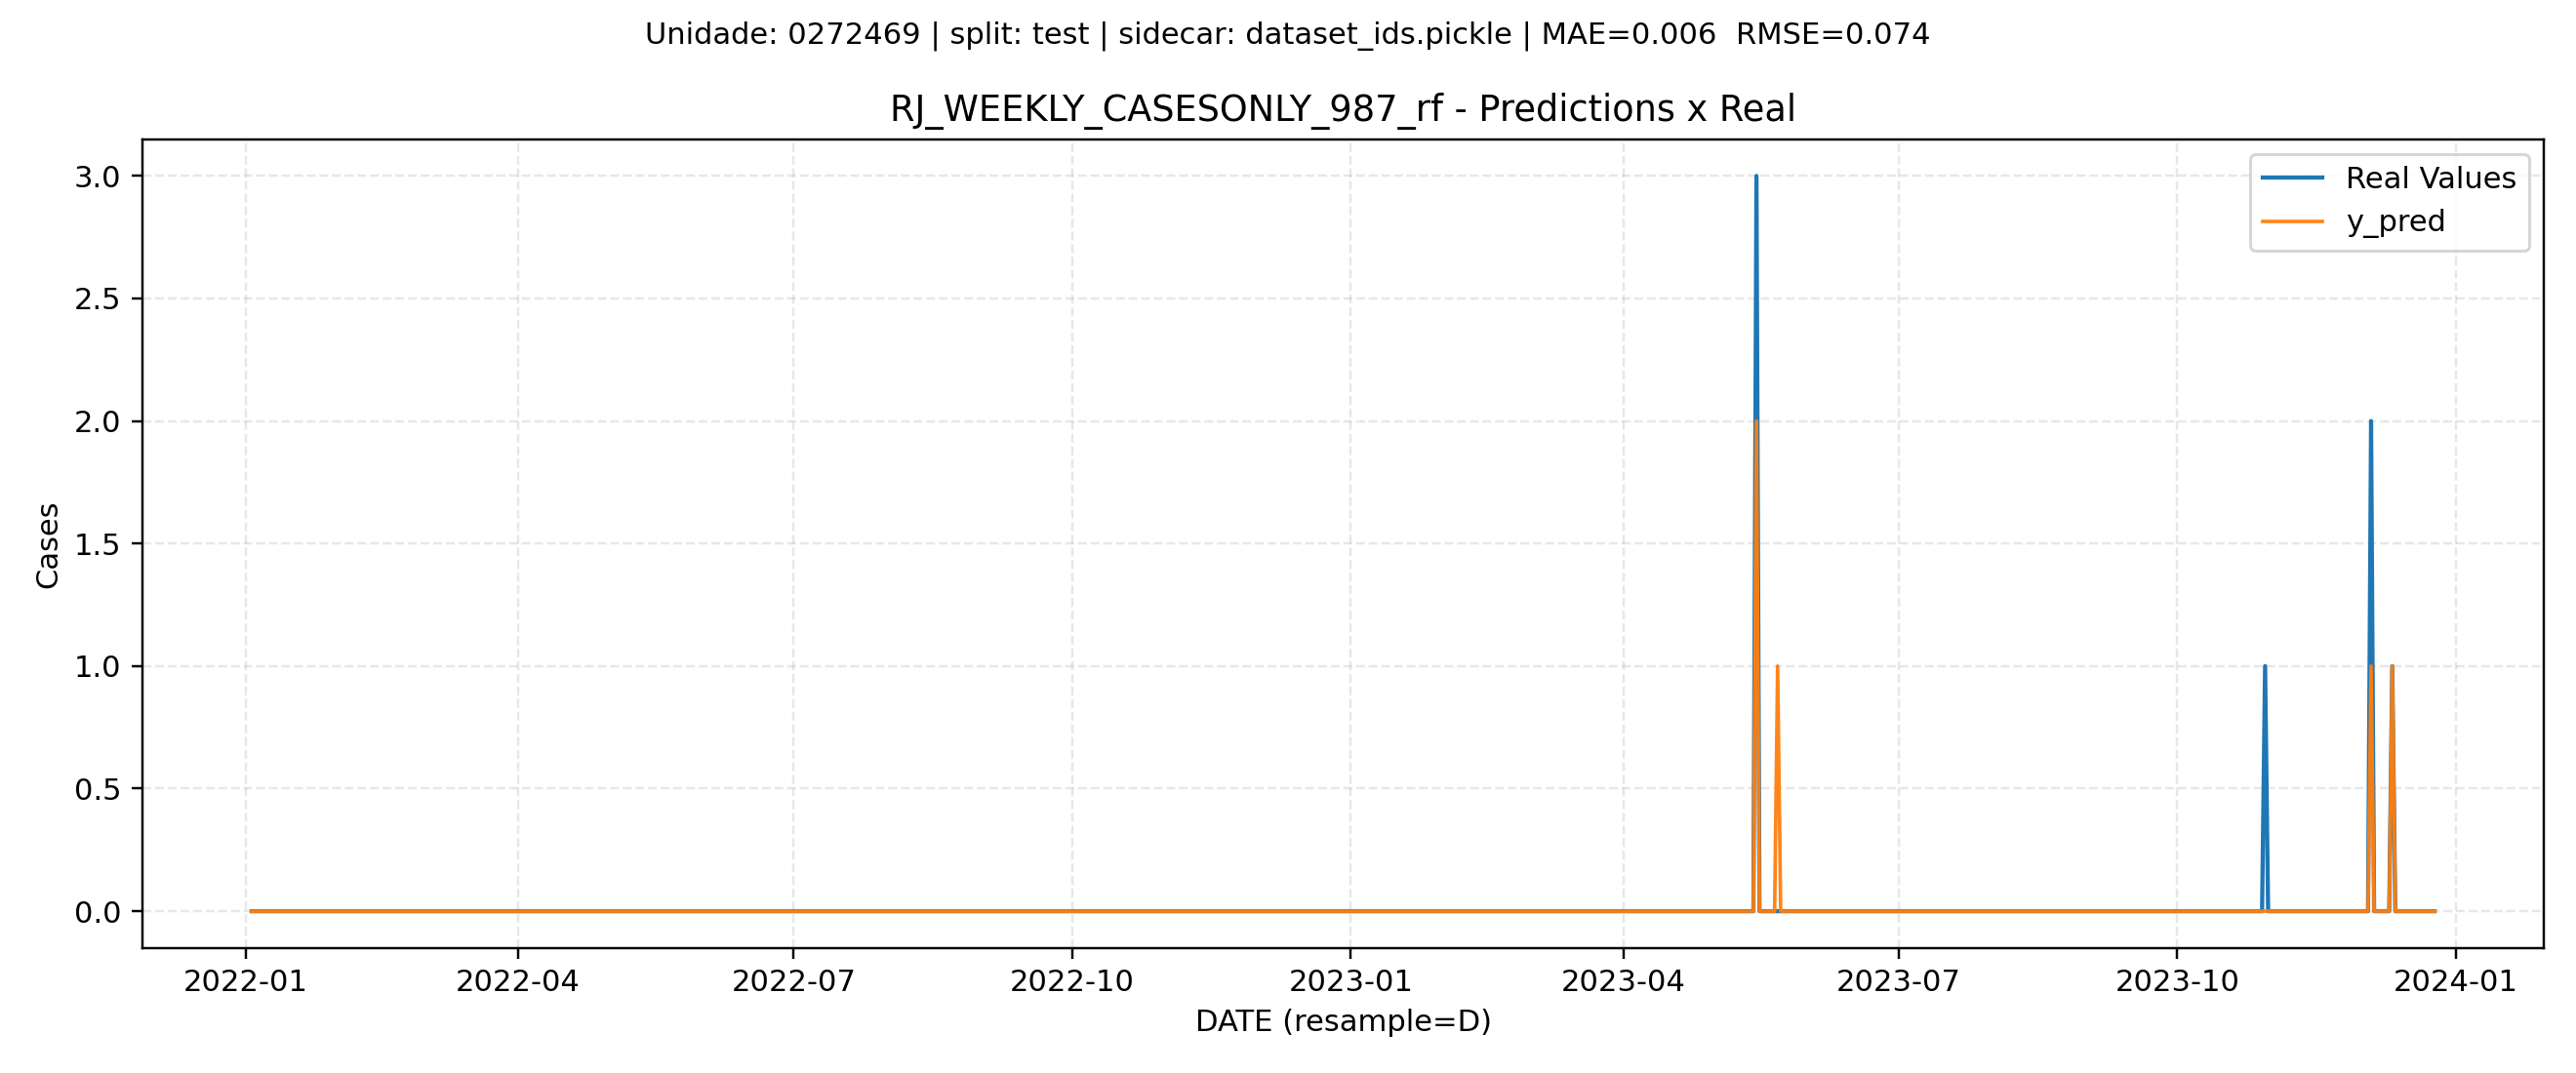 Unidade: 0272469 | split: test | sidecar: dataset_ids.pickle | MAE=0.006  RMSE=0.074
RJ_WEEKLY_CASESONLY_987_rf - Predictions x Real
Real Values
y_pred
3.0
2.5
2.0
1.5
1.0
0.5
0.0
Cases
2022-01 2022-04 2022-07 2022-10 2023-01 2023-04 2023-07 2023-10 2024-01
DATE (resample=D)